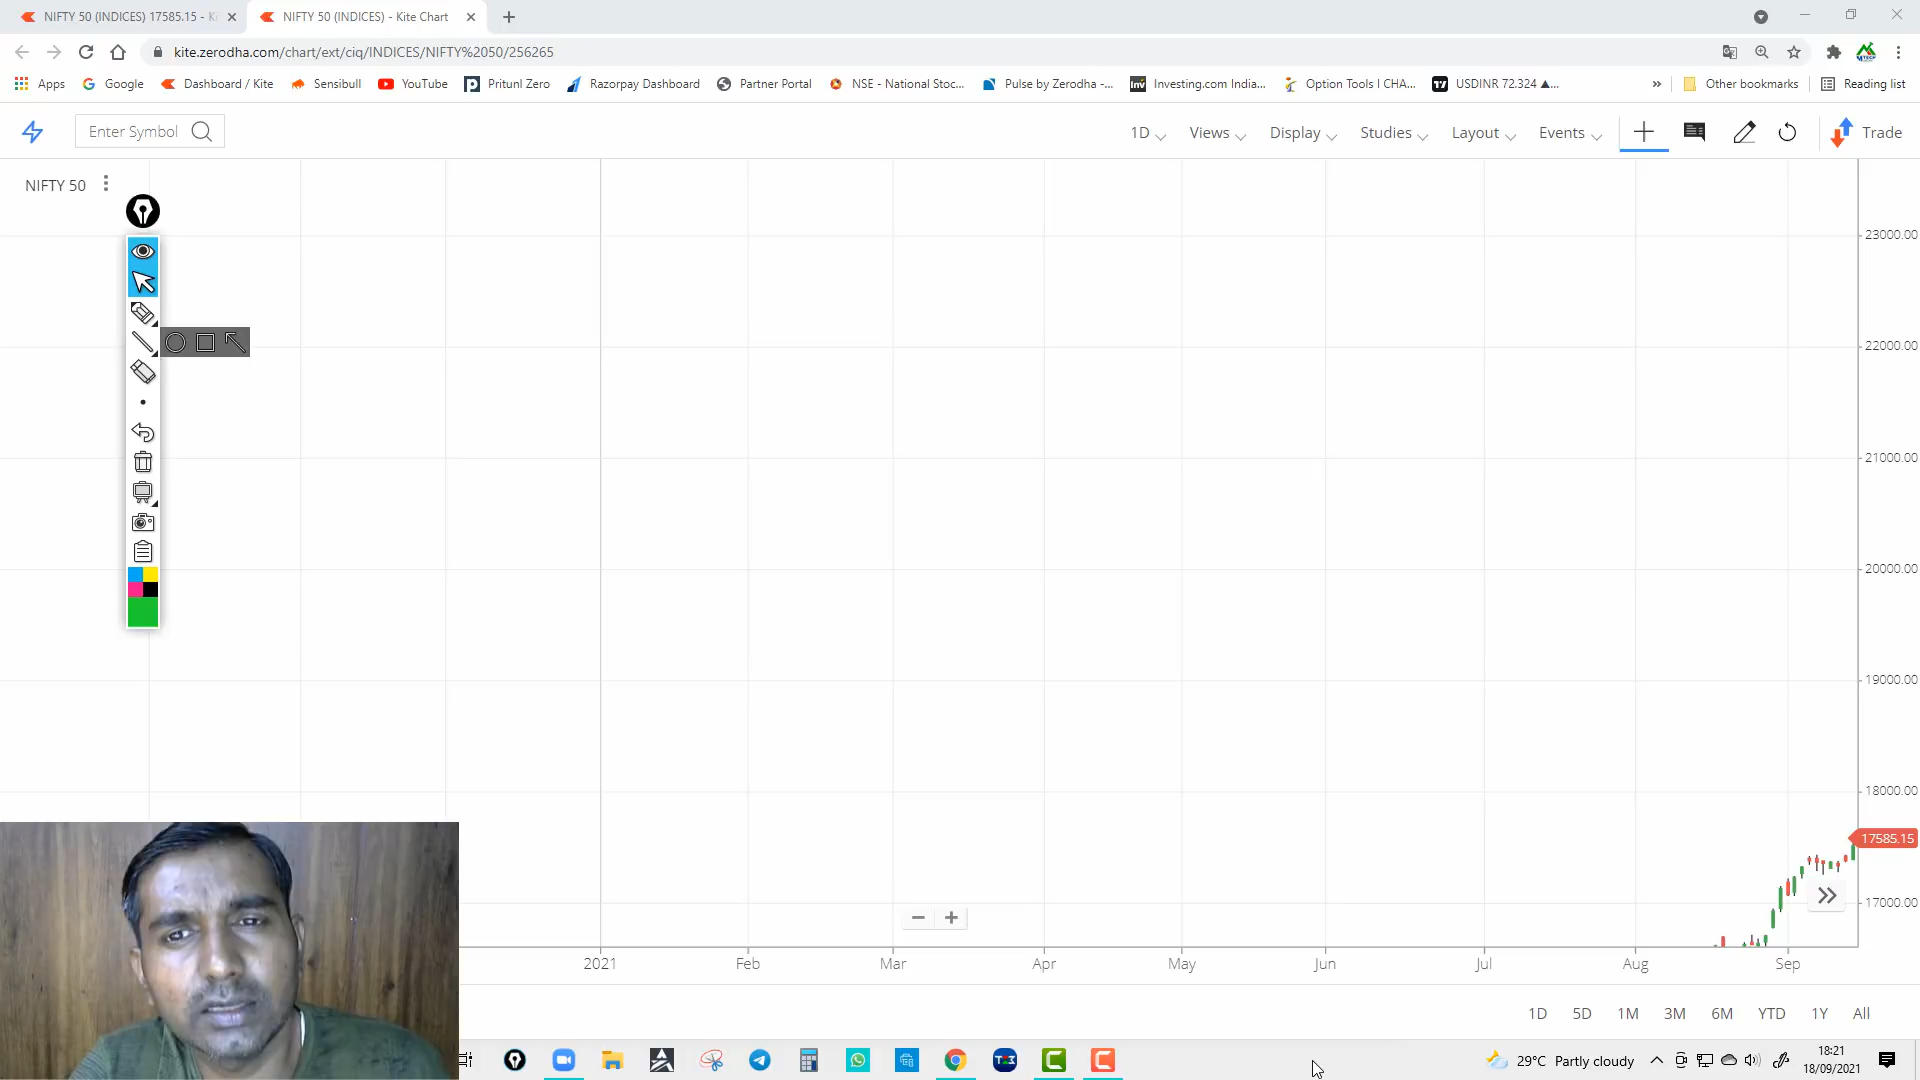 NIFTY 50 (INDICES) 17585.15 - Ki
NIFTY 50 (INDICES) - Kite Chart
kite.zerodha.com/chart/ext/ciq/INDICES/NIFTY%2050/256265
Apps
Google
Dashboard / Kite
Sensibull
YouTube
Pritunl Zero
Razorpay Dashboard
Partner Portal
NSE - National Stoc...
Pulse by Zerodha -...
inv
Investing.com India...
Option Tools I CHA...
USDINR 72.324 ▲...
»
Other bookmarks
Reading list
Enter Symbol
1D
Views
Display
Studies
Layout
Events
Trade
NIFTY 50
23000.00
22000.00
21000.00
20000.00
19000.00
18000.00
17585.15
17000.00
2021
Feb
Mar
Apr
May
Jun
Jul
Aug
Sep
1D
5D
1M
3M
6M
YTD
1Y
All
29°C Partly cloudy
18:21
18/09/2021